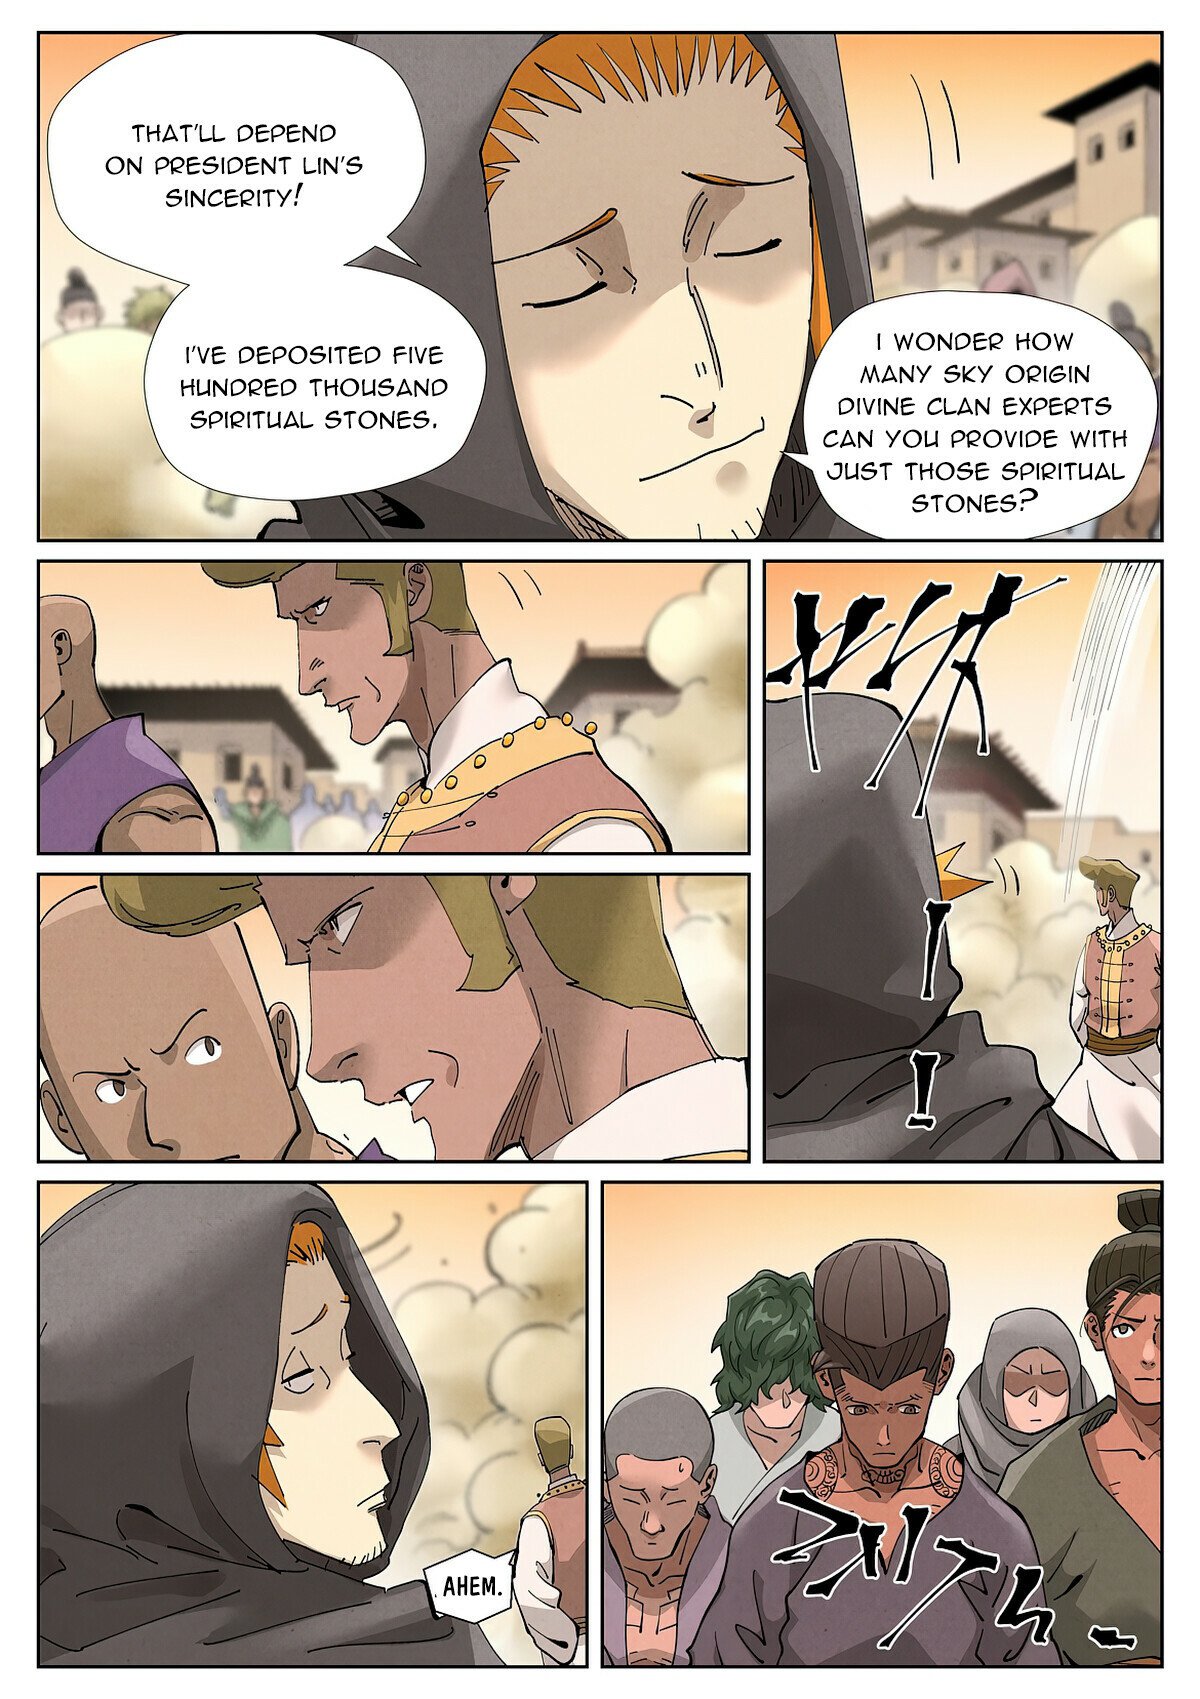 THAT'LL DEPEND
ON PRESIDENT LIN'S
SINCERITY!
I'VE DEPOSITED FIVE
HUNDRED THOUSAND
SPIRITUAL STONES.
I WONDER HOW
MANY SKY ORIGIN
DIVINE CLAN EXPERTS
CAN YOU PROVIDE WITH
JUST THOSE SPIRITUAL
STONES?
AHEM.